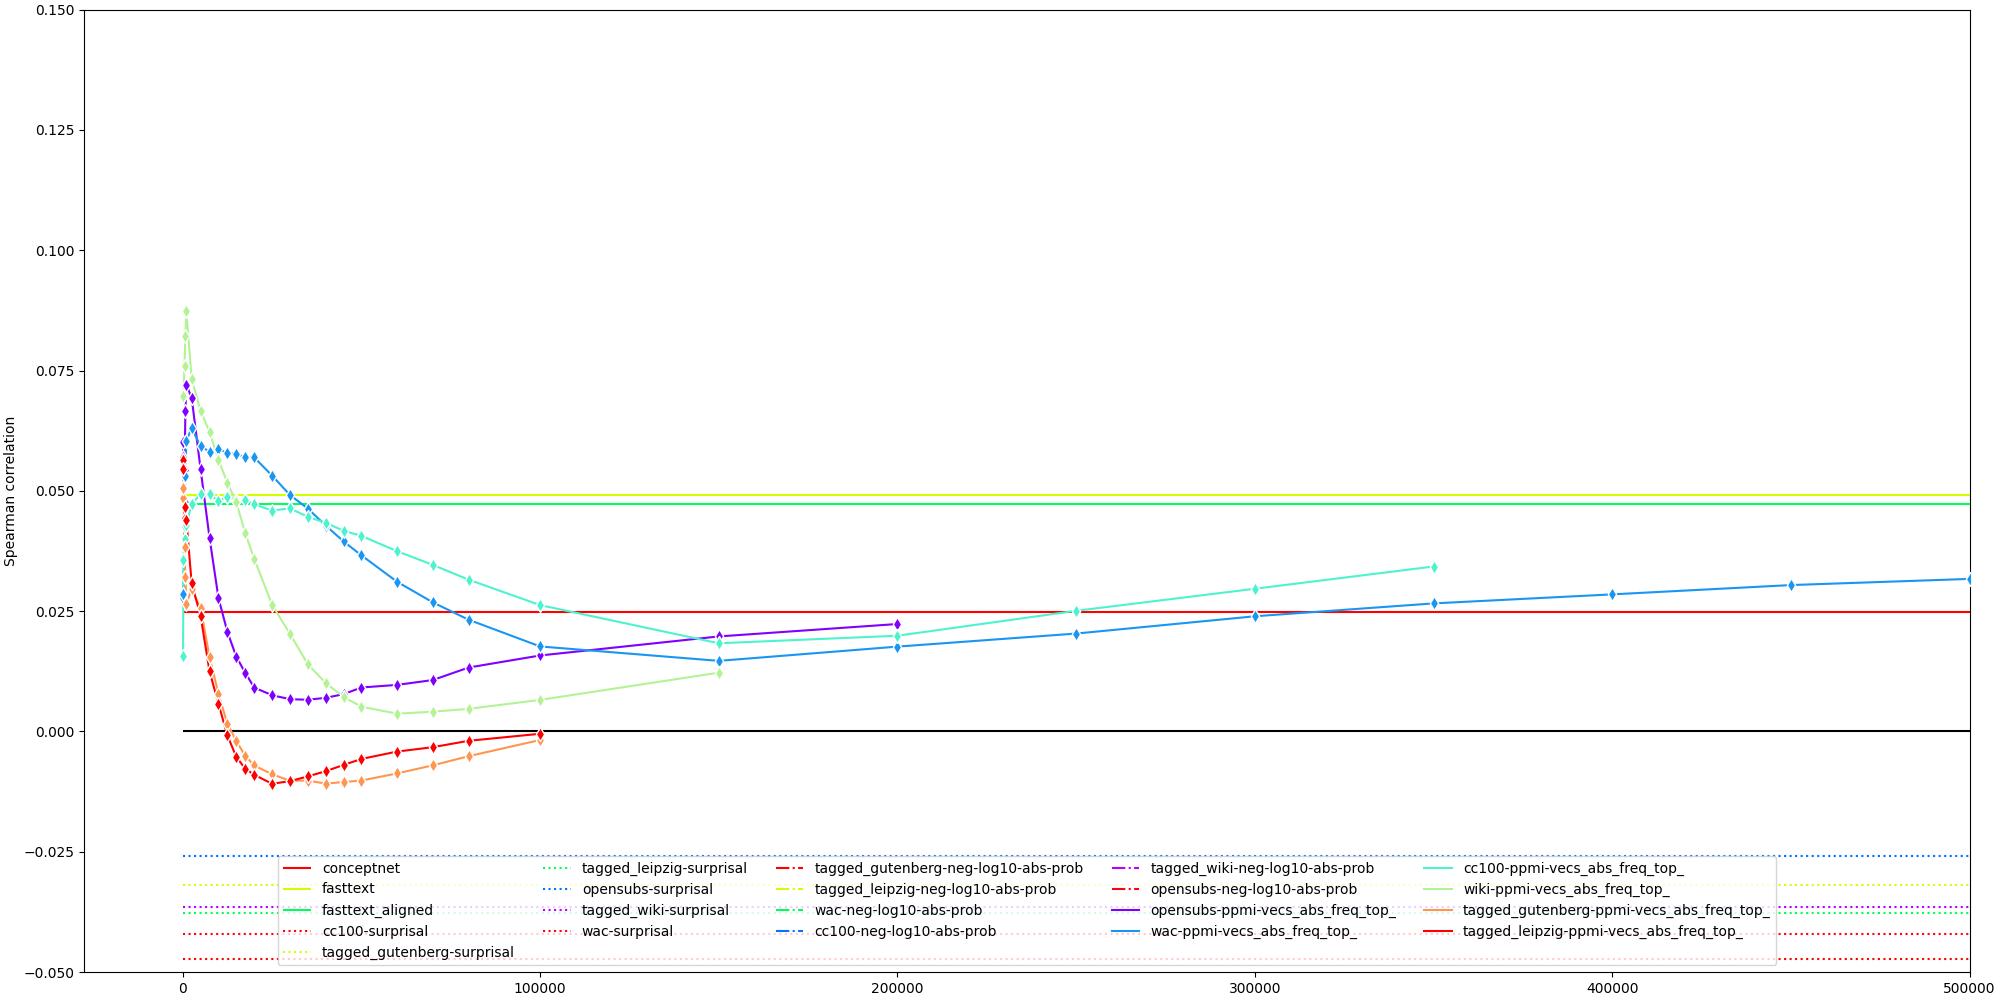 0.150
0.125
0.100
0.075
0.050
0.025
0.000
−0.025
−0.050
Spearman correlation
conceptnet
fasttext
fasttext_aligned
cc100-surprisal
tagged_gutenberg-surprisal
tagged_leipzig-surprisal
opensubs-surprisal
tagged_wiki-surprisal
wac-surprisal
tagged_gutenberg-neg-log10-abs-prob
tagged_leipzig-neg-log10-abs-prob
wac-neg-log10-abs-prob
cc100-neg-log10-abs-prob
tagged_wiki-neg-log10-abs-prob
opensubs-neg-log10-abs-prob
opensubs-ppmi-vecs_abs_freq_top_
wac-ppmi-vecs_abs_freq_top_
cc100-ppmi-vecs_abs_freq_top_
wiki-ppmi-vecs_abs_freq_top_
tagged_gutenberg-ppmi-vecs_abs_freq_top_
tagged_leipzig-ppmi-vecs_abs_freq_top_
0 100000 200000 300000 400000 500000